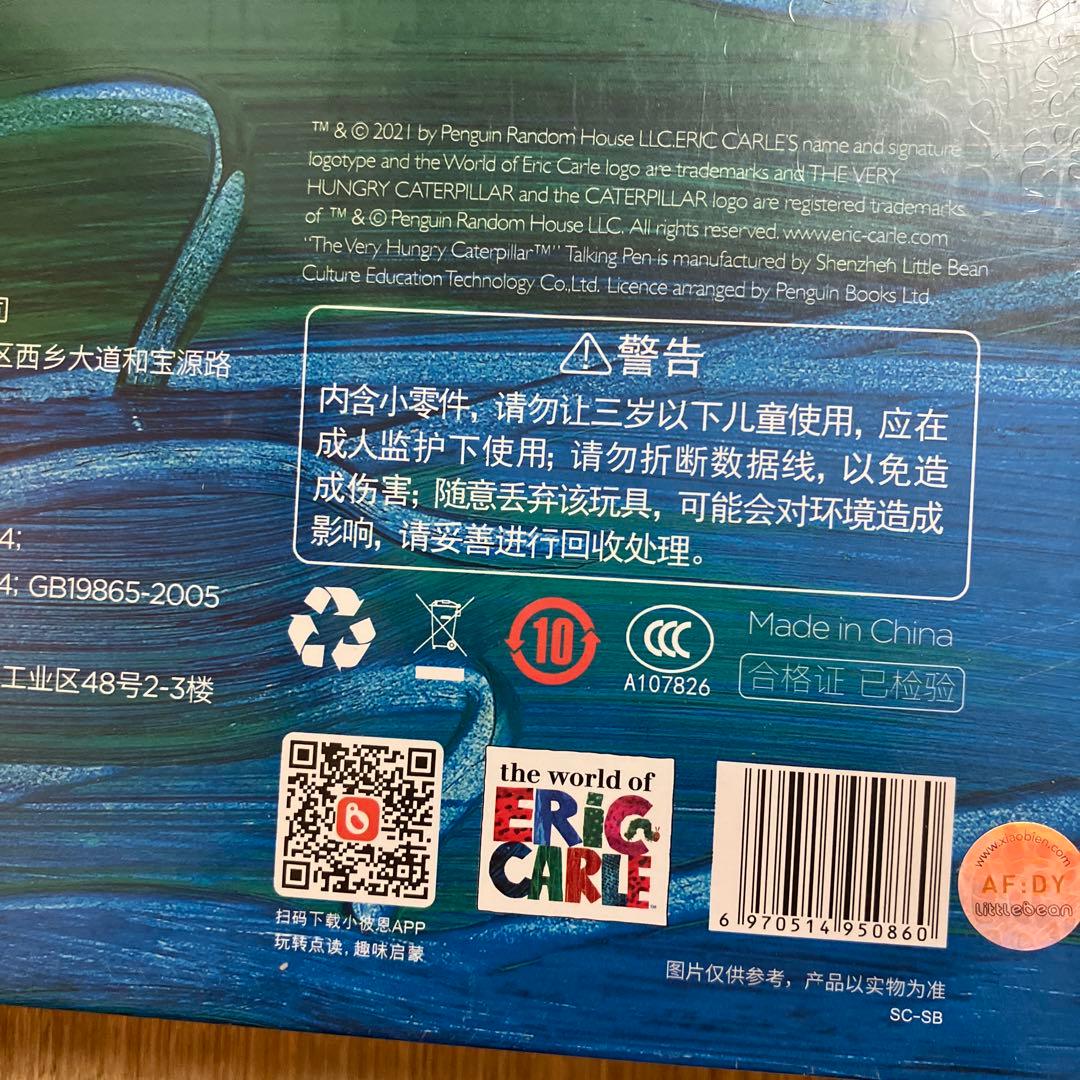 ™ & © 2021 by Penguin Random House LLC.ERIC CARLE'S name and signature
logotype and the World of Eric Carle logo are trademarks and THE VERY
HUNGRY CATERPILLAR and the CATERPILLAR logo are registered trademarks
of ™ & © Penguin Random House LLC. All rights reserved. www.eric-carle.com
"The Very Hungry Caterpillar™" Talking Pen is manufactured by Shenzhen Little Bean
Culture Education Technology Co.,Ltd. Licence arranged by Penguin Books Ltd.
司
区西乡大道和宝源路
4;
4; GB19865-2005
工业区48号2-3楼
警告
内含小零件，请勿让三岁以下儿童使用，应在
成人监护下使用；请勿折断数据线，以免造
成伤害；随意丢弃该玩具，可能会对环境造成
影响，请妥善进行回收处理。
10
CCC
A107826
Made in China
合格证 已检验
扫码下载小彼恩APP
玩转点读，趣味启蒙
the world of
ERiC
CARLE™
6 970514 950860
www.xiaobien.com
AF:DY
Littlebean
图片仅供参考，产品以实物为准
SC-SB